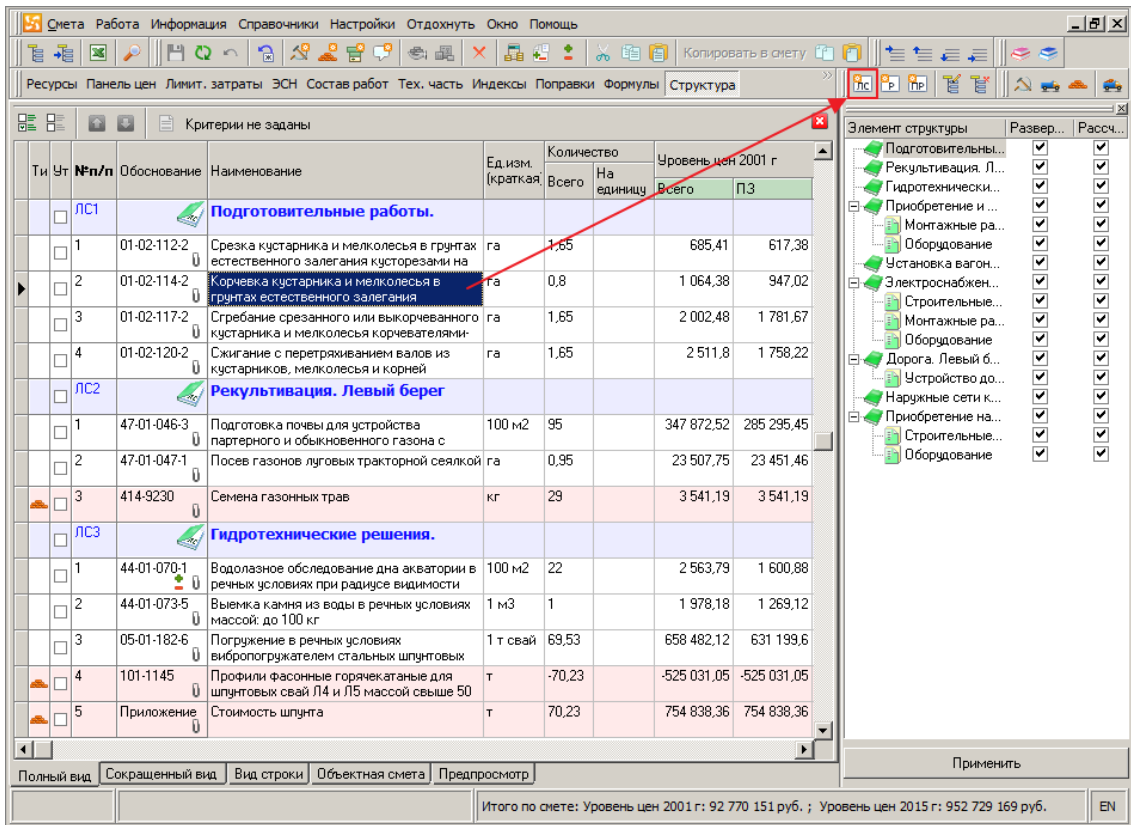 Смета Работа Информация Справочники Настройки Отдохнуть Окно Помощь
Копировать в смету
Ресурсы Панель цен Лимит. затраты ЭСН Состав работ Тех. часть Индексы Поправки Формулы Структура
ЛС Р ПР
Критерии не заданы
Ти Чт №п/п Обоснование Наименование Ед.изм. (краткая) Количество Уровень цен 2001 г
Всего На единицу Всего ПЗ
ЛС1 Подготовительные работы.
1 01-02-112-2 Срезка кустарника и мелколесья в грунтах га 1,65 685,41 617,38
естественного залегания кусторезами на
2 01-02-114-2 Корчевка кустарника и мелколесья в га 0,8 1 064,38 947,02
грунтах естественного залегания
3 01-02-117-2 Сгребание срезанного или выкорчеванного га 1,65 2 002,48 1 781,67
кустарника и мелколесья корчевателями-
4 01-02-120-2 Сжигание с перетряхиванием валов из га 1,65 2 511,8 1 758,22
кустарников, мелколесья и корней
ЛС2 Рекультивация. Левый берег
1 47-01-046-3 Подготовка почвы для устройства 100 м2 95 347 872,52 285 295,45
партерного и обыкновенного газона с
2 47-01-047-1 Посев газонов луговых тракторной сеялкой га 0,95 23 507,75 23 451,46
3 414-9230 Семена газонных трав кг 29 3 541,19 3 541,19
ЛС3 Гидротехнические решения.
1 44-01-070-1 Водолазное обследование дна акватории в 100 м2 22 2 563,79 1 600,88
речных условиях при радиусе видимости
2 44-01-073-5 Выемка камня из воды в речных условиях 1 м3 1 1 978,18 1 269,12
массой: до 100 кг
3 05-01-182-6 Погружение в речных условиях 1 т свай 69,53 658 482,12 631 199,6
вибропогружателем стальных шпунтовых
4 101-1145 Профили фасонные горячекатаные для т -70,23 -525 031,05 -525 031,05
шпунтовых свай Л4 и Л5 массой свыше 50
5 Приложение Стоимость шпунта т 70,23 754 838,36 754 838,36
Элемент структуры Развер... Рассч...
Подготовительны...
Рекультивация. Л...
Гидротехнически...
Приобретение и ...
Монтажные ра...
Оборудование
Установка вагон...
Электроснабжен...
Строительные...
Монтажные ра...
Оборудование
Дорога. Левый б...
Устройство до...
Наружные сети к...
Приобретение на...
Строительные...
Оборудование
Применить
Полный вид Сокращенный вид Вид строки Объектная смета Предпросмотр
Итого по смете: Уровень цен 2001 г: 92 770 151 руб. ; Уровень цен 2015 г: 952 729 169 руб. EN